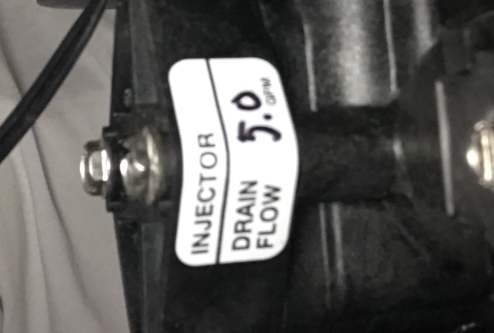 INJECTOR
DRAIN
FLOW 5.0 GPM